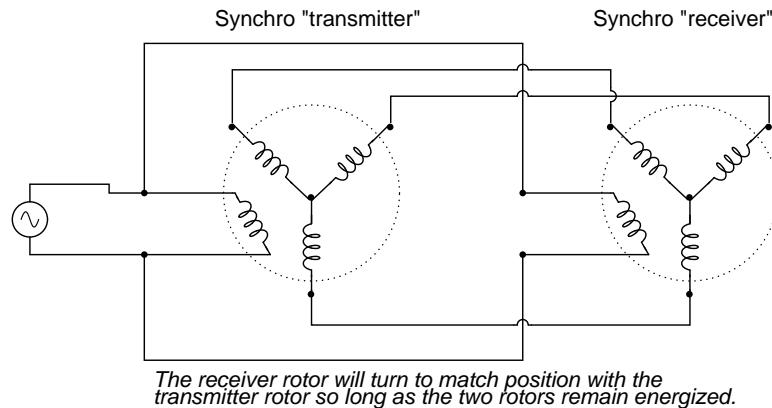 Synchro "transmitter" Synchro "receiver"
The receiver rotor will turn to match position with the
transmitter rotor so long as the two rotors remain energized.